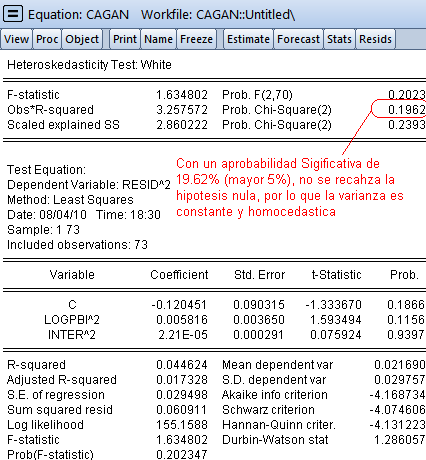 Equation: CAGAN Workfile: CAGAN::Untitled\
View Proc Object Print Name Freeze Estimate Forecast Stats Resids
Heteroskedasticity Test: White
F-statistic 1.634802 Prob. F(2,70) 0.2023
Obs*R-squared 3.257572 Prob. Chi-Square(2) 0.1962
Scaled explained SS 2.860222 Prob. Chi-Square(2) 0.2393
Con un aprobabilidad Sigificativa de
19.62% (mayor 5%), no se recahza la
hipotesis nula, por lo que la varianza es
constante y homocedastica
Test Equation:
Dependent Variable: RESID^2
Method: Least Squares
Date: 08/04/10 Time: 18:30
Sample: 1 73
Included observations: 73
Variable Coefficient Std. Error t-Statistic Prob.
C -0.120451 0.090315 -1.333670 0.1866
LOGPBI^2 0.005816 0.003650 1.593494 0.1156
INTER^2 2.21E-05 0.000291 0.075924 0.9397
R-squared 0.044624 Mean dependent var 0.021690
Adjusted R-squared 0.017328 S.D. dependent var 0.029757
S.E. of regression 0.029498 Akaike info criterion -4.168734
Sum squared resid 0.060911 Schwarz criterion -4.074606
Log likelihood 155.1588 Hannan-Quinn criter. -4.131223
F-statistic 1.634802 Durbin-Watson stat 1.286057
Prob(F-statistic) 0.202347